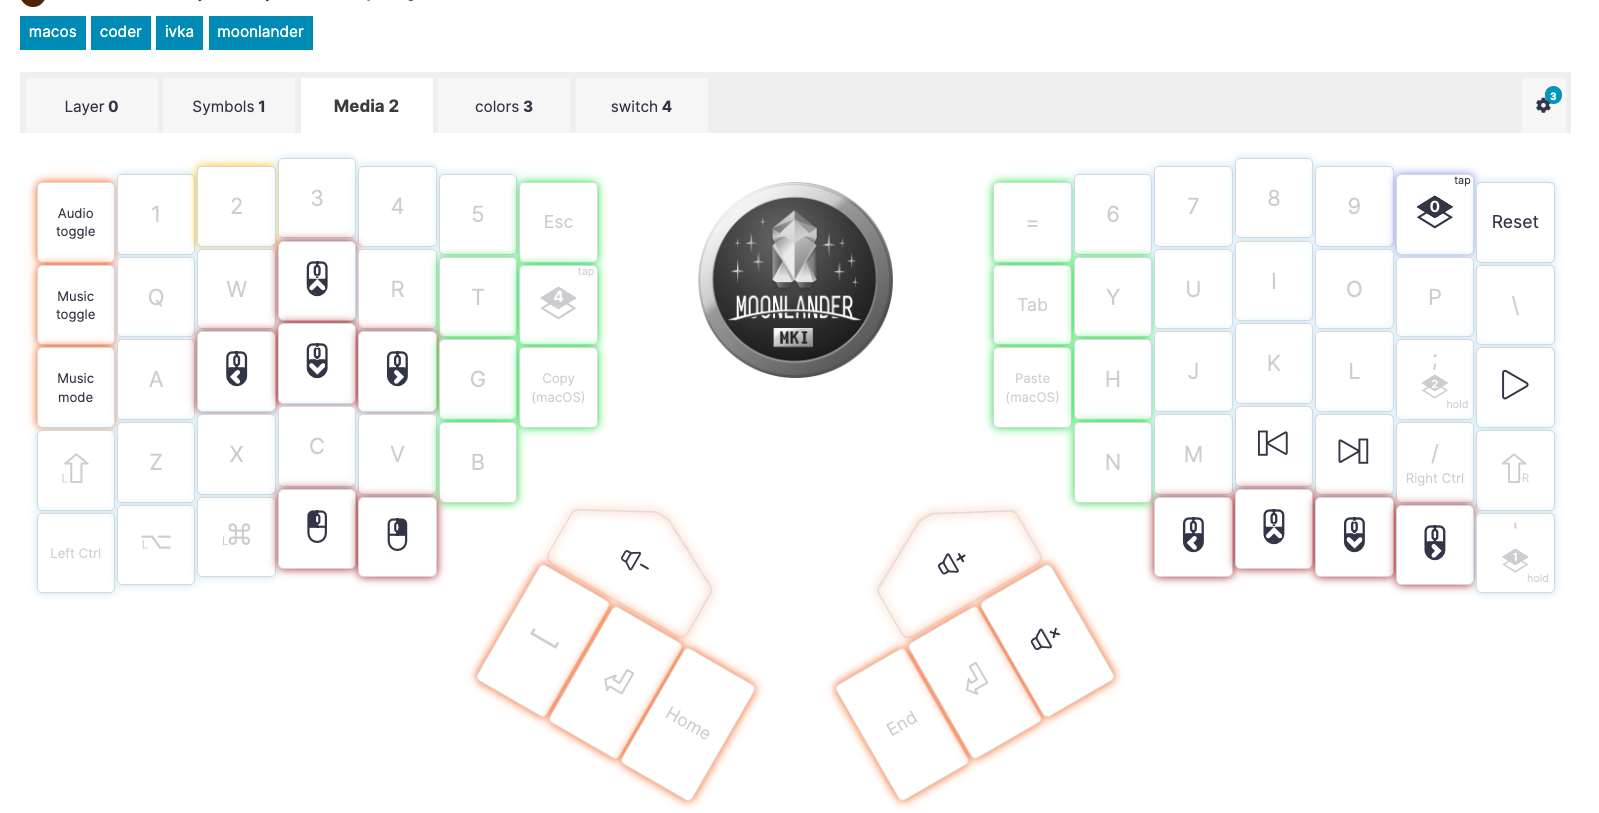 macos coder ivka moonlander
Layer 0 Symbols 1 Media 2 colors 3 switch 4
3
Audio
toggle
1
2
3
4
5
Esc
Music
toggle
Q
W
R
T
tap
4
Music
mode
A
G
Copy
(macOS)
L
Z
X
C
V
B
Left Ctrl
L
L⌘
Home
MOONLANDER
MKI
=
6
7
8
9
tap
0
Reset
Tab
Y
U
I
O
P
\
Paste
(macOS)
H
J
K
L
;
2
hold
N
M
/
Right Ctrl
R
'
1
hold
[
End